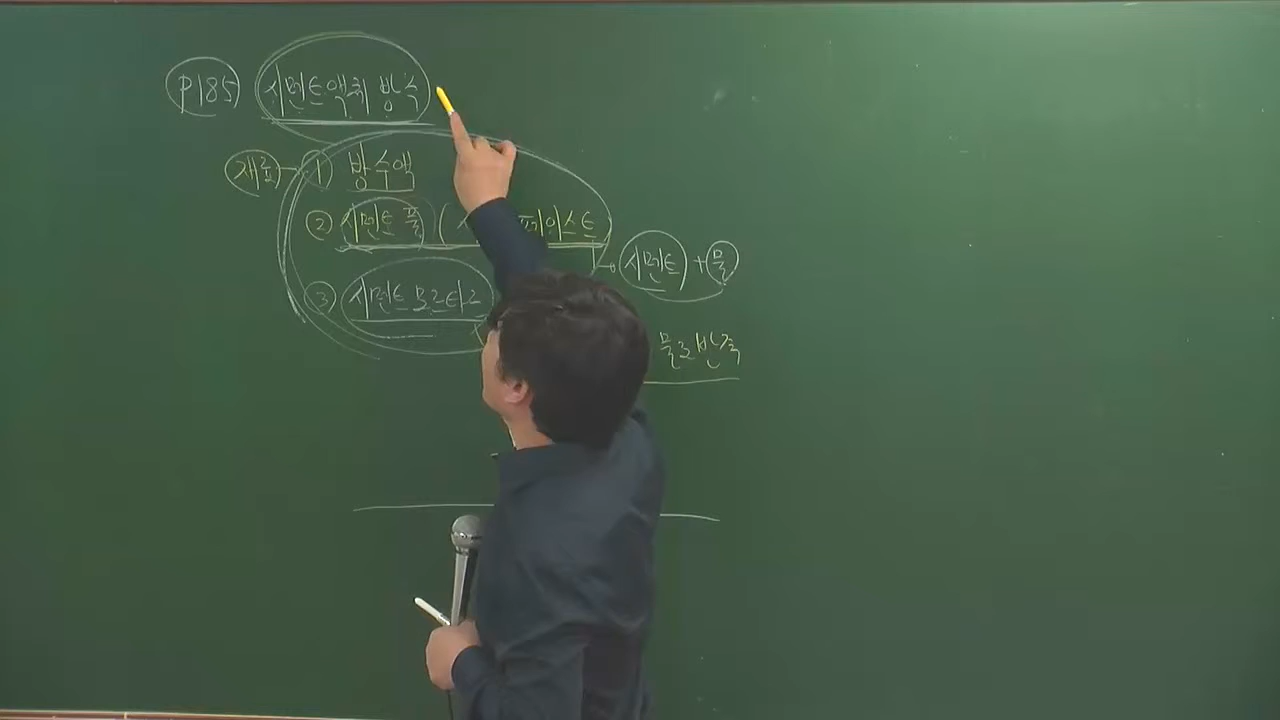 P185 시멘트액체 방수
재료 → ① 방수액
② 시멘트 풀 ( 시 페이스트
→ 시멘트 + 물
③ 시멘트 모르타르
물로 반죽